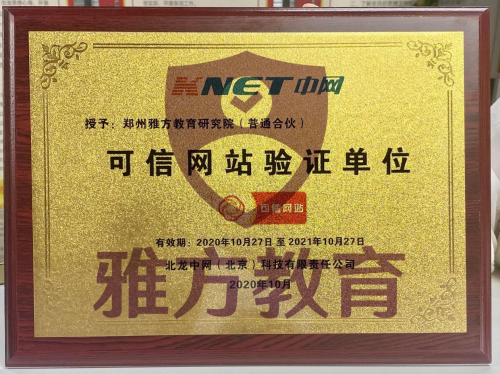 KNET中网
授予：郑州雅方教育研究院（普通合伙）
可信网站验证单位
可信网站
有效期：2020年10月27日 至 2021年10月27日
北龙中网（北京）科技有限责任公司
2020年10月
雅方教育